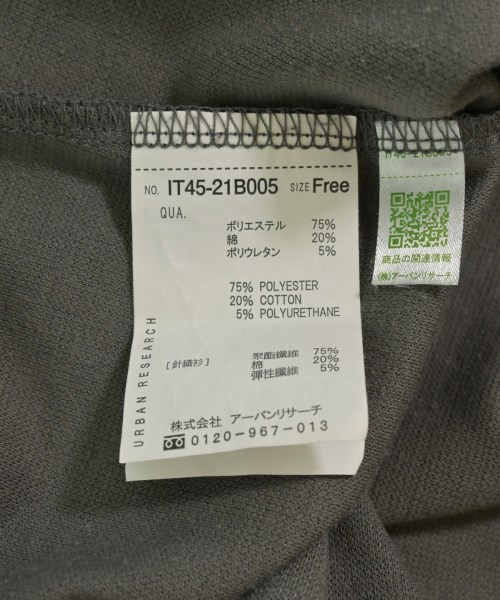 NO. IT45-21B005 SIZE Free
QUA.
ポリエステル 75%
綿 20%
ポリウレタン 5%
75% POLYESTER
20% COTTON
5% POLYURETHANE
[針織衫]
聚酯纖維 75%
棉 20%
彈性纖維 5%
URBAN RESEARCH
株式会社 アーバンリサーチ
0120-967-013
IT45-21B005
商品の関連情報
(株)アーバンリサーチ